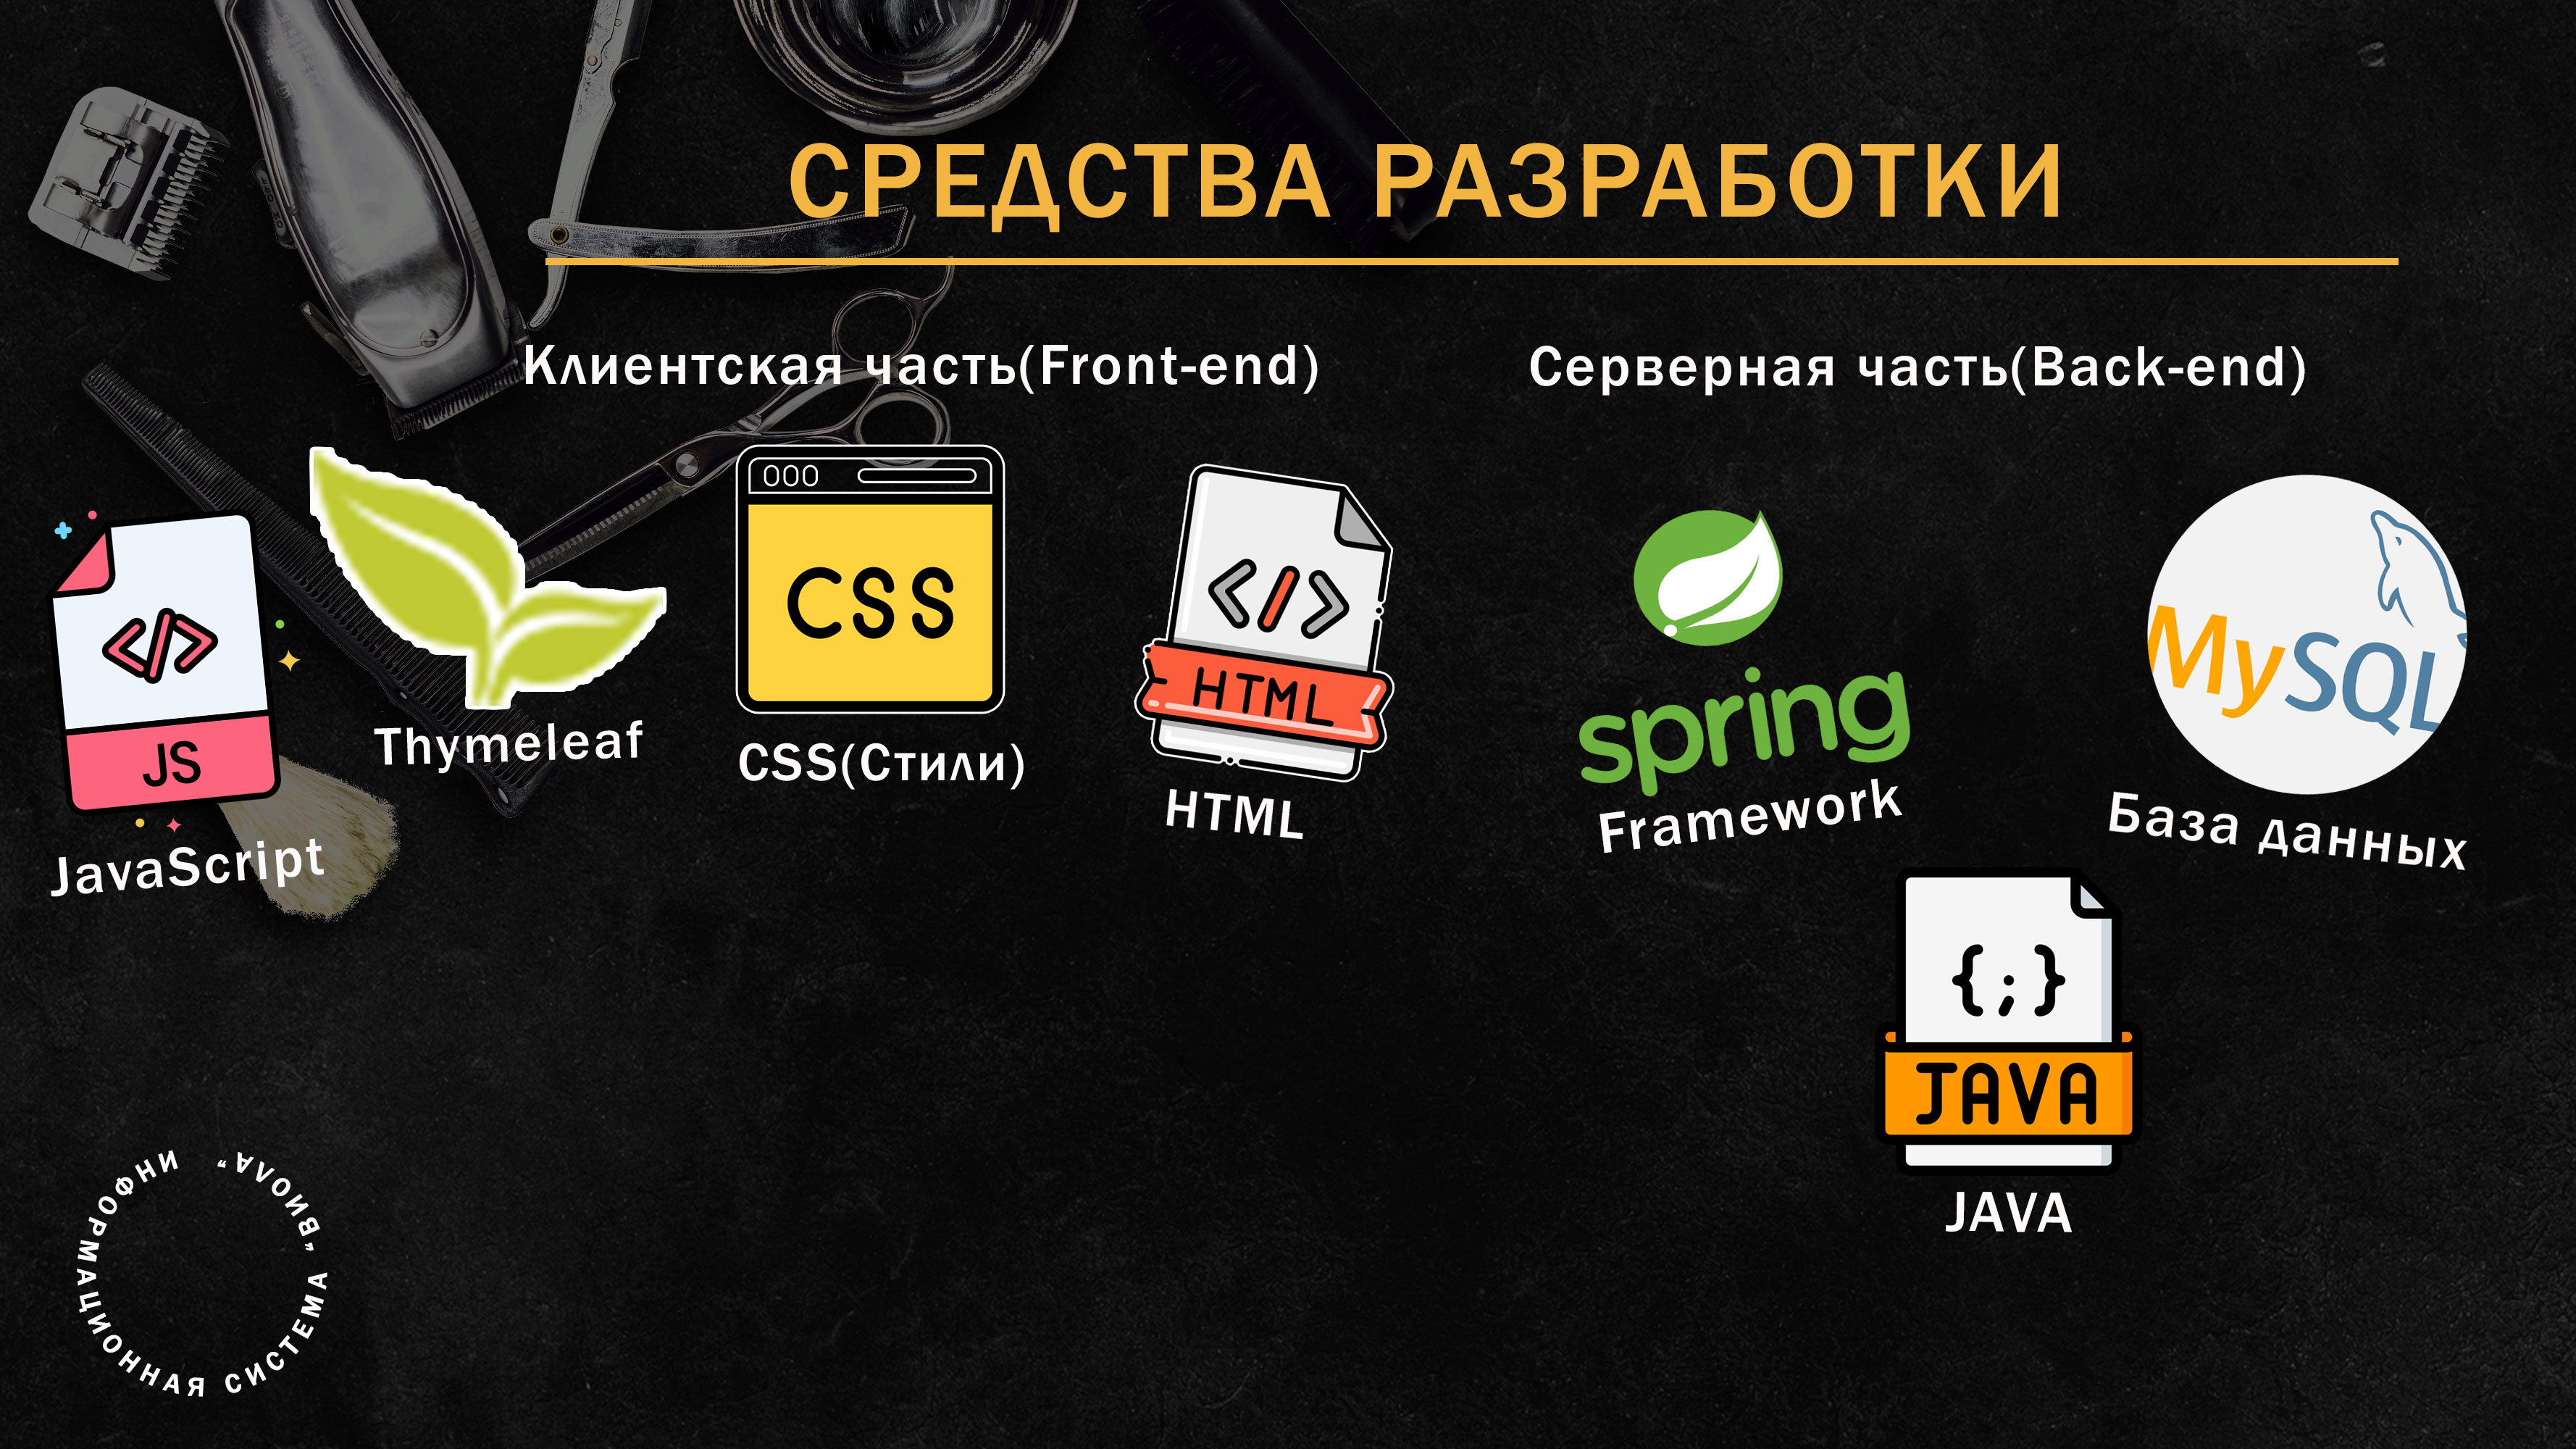 СРЕДСТВА РАЗРАБОТКИ
Клиентская часть(Front-end)
Серверная часть(Back-end)
</>
JS
JavaScript
Thymeleaf
CSS
CSS(Стили)
</>
HTML
HTML
spring
Framework
MySQL
База данных
{;}
JAVA
JAVA
ИНФОРМАЦИОННАЯ СИСТЕМА "ВИОЛА"